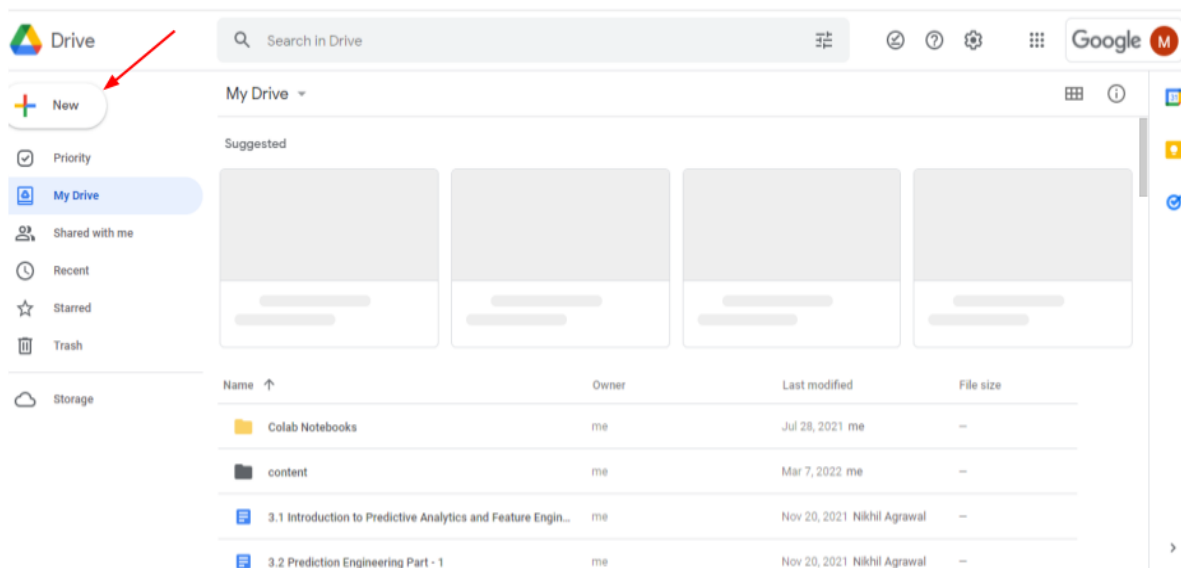 Drive
Search in Drive
Google M
New
Priority
My Drive
Shared with me
Recent
Starred
Trash
Storage
My Drive
Suggested
Name Owner Last modified File size
Colab Notebooks me Jul 28, 2021 me –
content me Mar 7, 2022 me –
3.1 Introduction to Predictive Analytics and Feature Engin... me Nov 20, 2021 Nikhil Agrawal –
3.2 Prediction Engineering Part - 1 me Nov 20, 2021 Nikhil Agrawal –